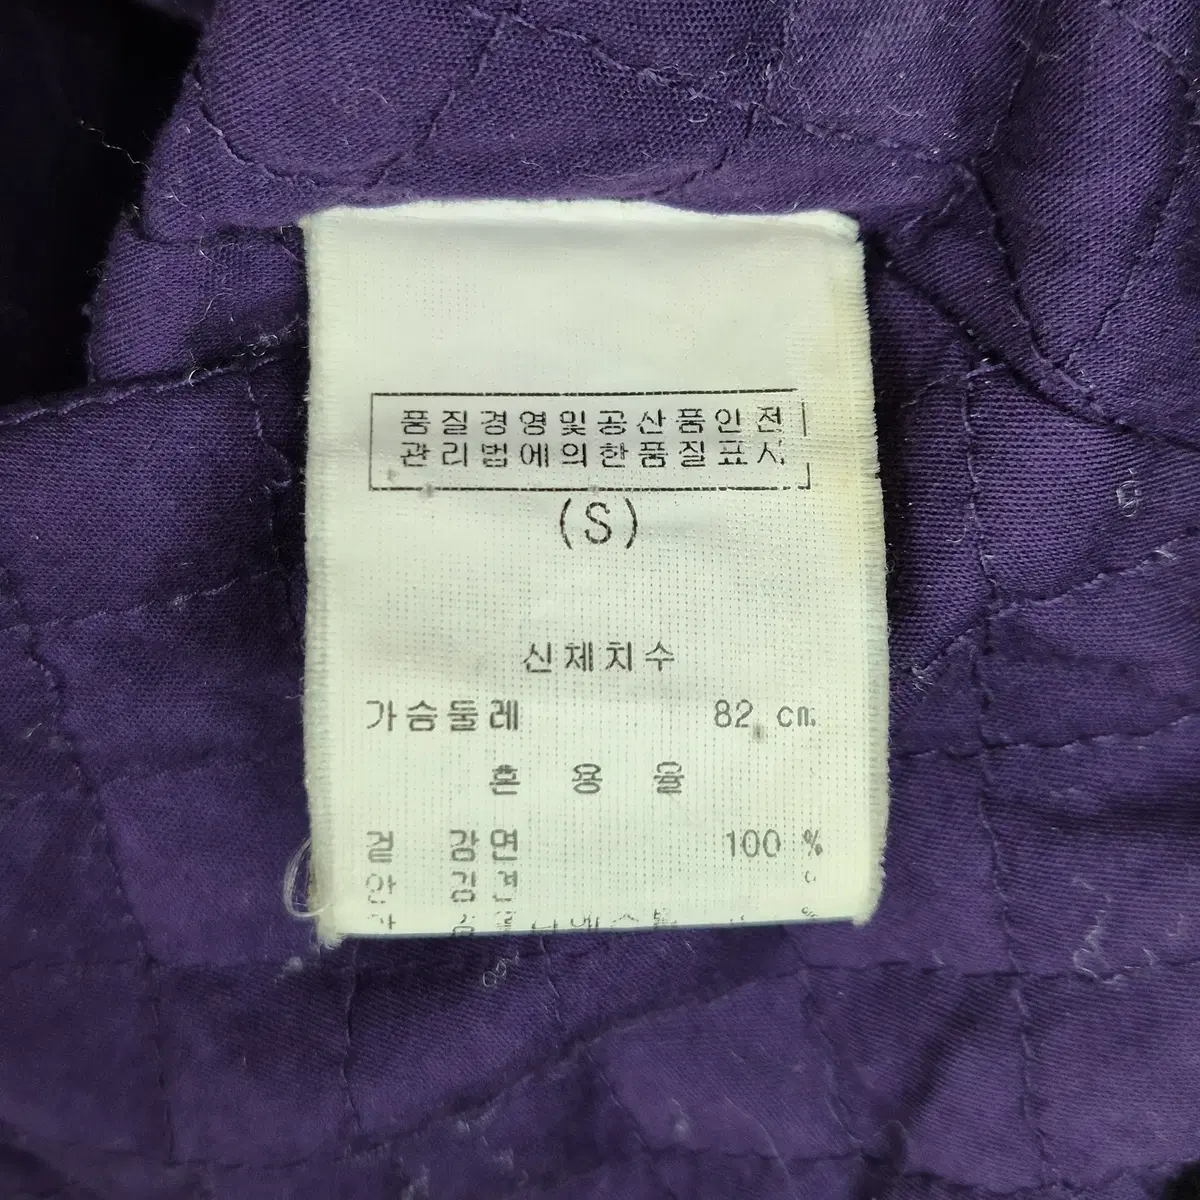 품질경영및공산품안전
관리법에의한품질표시
(S)
신체치수
가슴둘레 82 cm.
혼 용 율
겉 감면 100 %
안 감면